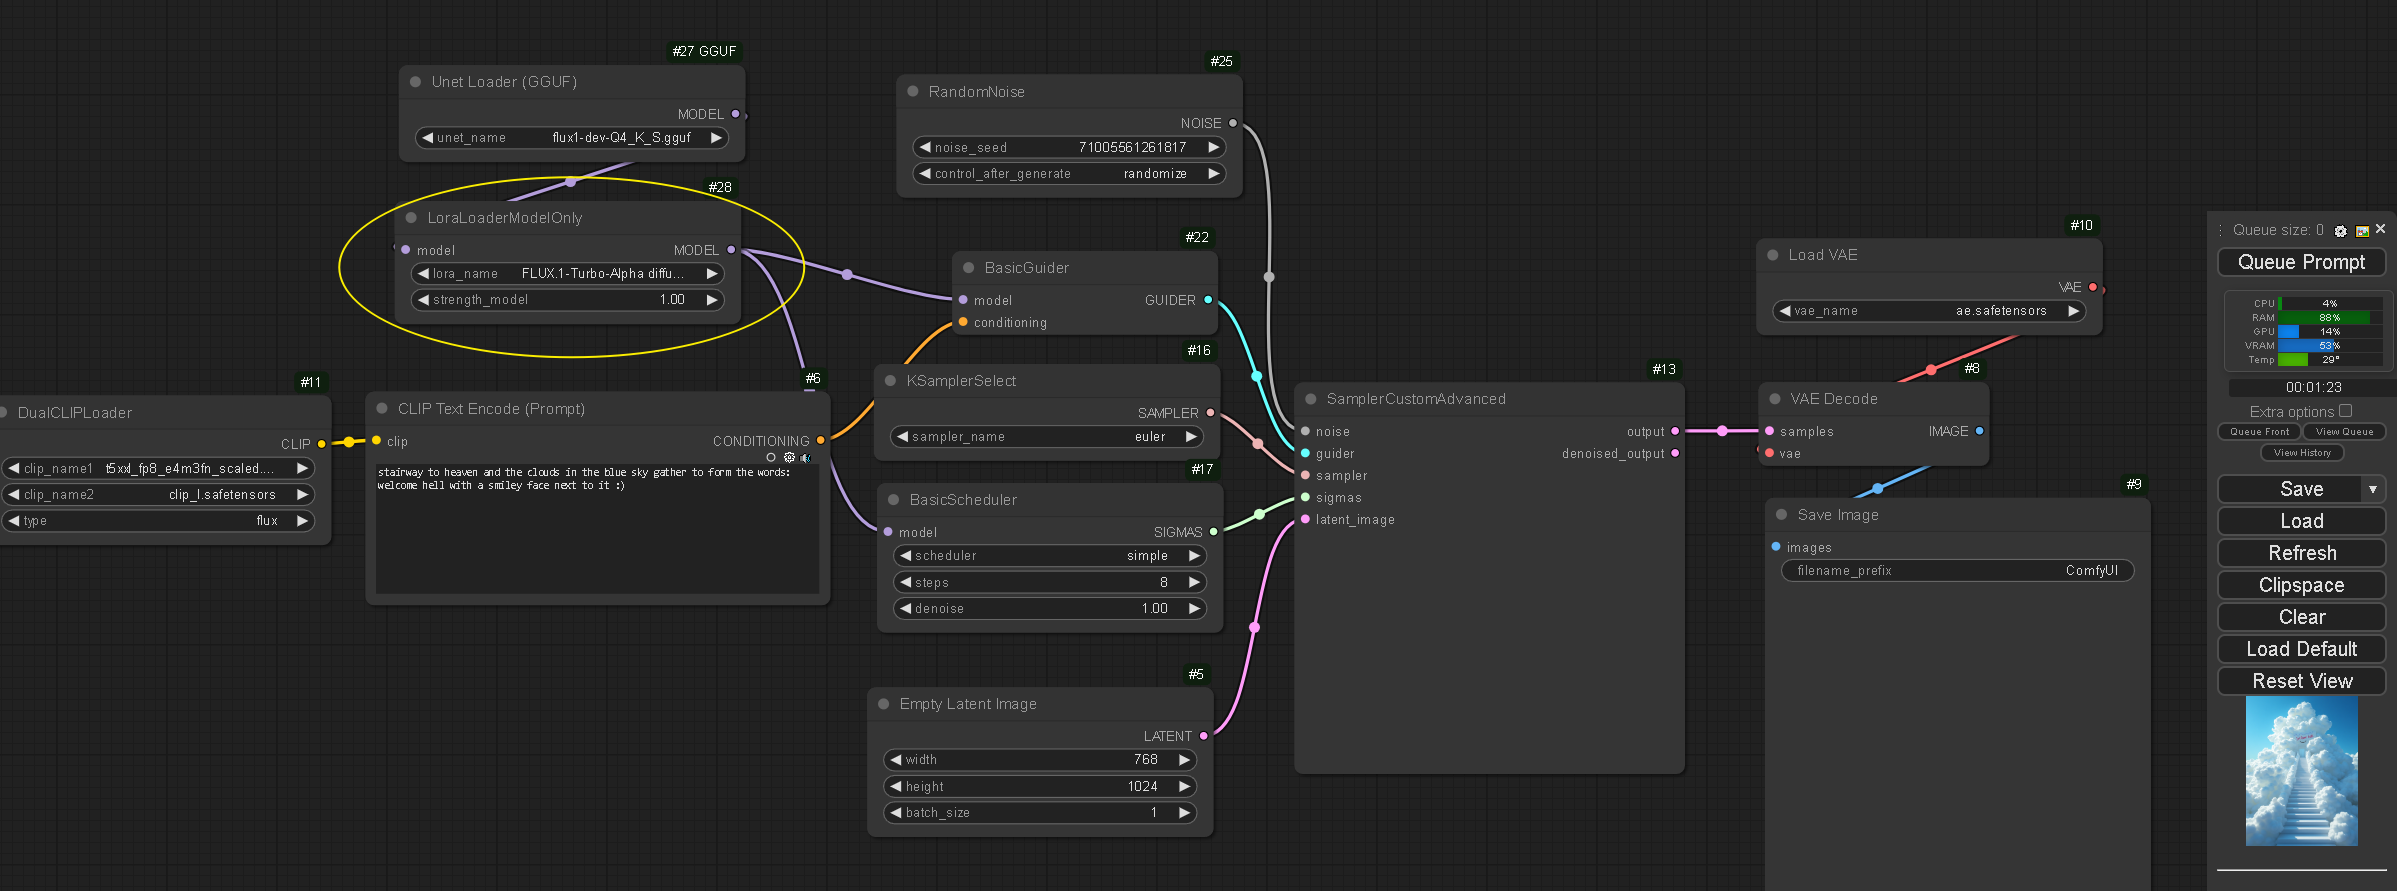 #27 GGUF
Unet Loader (GGUF)
MODEL
unet_name flux1-dev-Q4_K_S.gguf
#28
LoraLoaderModelOnly
model MODEL
lora_name FLUX.1-Turbo-Alpha diffu...
strength_model 1.00
#11
DualCLIPLoader
CLIP
clip_name1 t5xxl_fp8_e4m3fn_scaled....
clip_name2 clip_l.safetensors
type flux
#6
CLIP Text Encode (Prompt)
clip CONDITIONING
stairway to heaven and the clouds in the blue sky gather to form the words:
welcome hell with a smiley face next to it :)
#25
RandomNoise
NOISE
noise_seed 71005561261817
control_after_generate randomize
#22
BasicGuider
model GUIDER
conditioning
#16
KSamplerSelect
SAMPLER
sampler_name euler
#17
BasicScheduler
model SIGMAS
scheduler simple
steps 8
denoise 1.00
#5
Empty Latent Image
LATENT
width 768
height 1024
batch_size 1
#13
SamplerCustomAdvanced
noise output
guider denoised_output
sampler
sigmas
latent_image
#10
Load VAE
VAE
vae_name ae.safetensors
#8
VAE Decode
samples IMAGE
vae
#9
Save Image
images
filename_prefix ComfyUI
Queue size: 0
Queue Prompt
CPU 4%
RAM 88%
GPU 14%
VRAM 53%
Temp 29°
00:01:23
Extra options
Queue Front View Queue
View History
Save
Load
Refresh
Clipspace
Clear
Load Default
Reset View